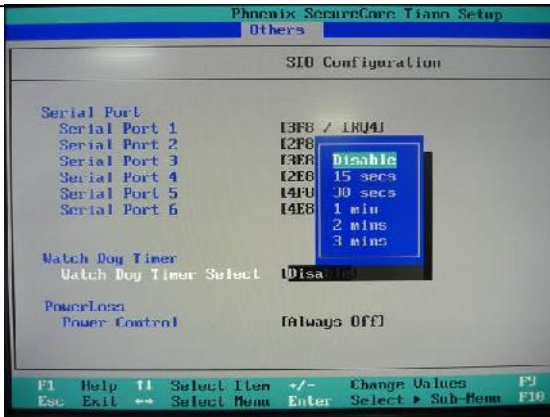 Phoenix SecureCore Tiano Setup
Others
SIO Configuration
Serial Port
Serial Port 1 [3F8 / IRQ4]
Serial Port 2 [2F8
Serial Port 3 [3E8
Serial Port 4 [2E8
Serial Port 5 [4F0
Serial Port 6 [4E8
Disable
15 secs
30 secs
1 min
2 mins
3 mins
Watch Dog Timer
Watch Dog Timer Select [Disable]
PowerLoss
Power Control [Always Off]
F1 Help ↑↓ Select Item +/- Change Values F9
Esc Exit ↔ Select Menu Enter Select ▶ Sub-Menu F10